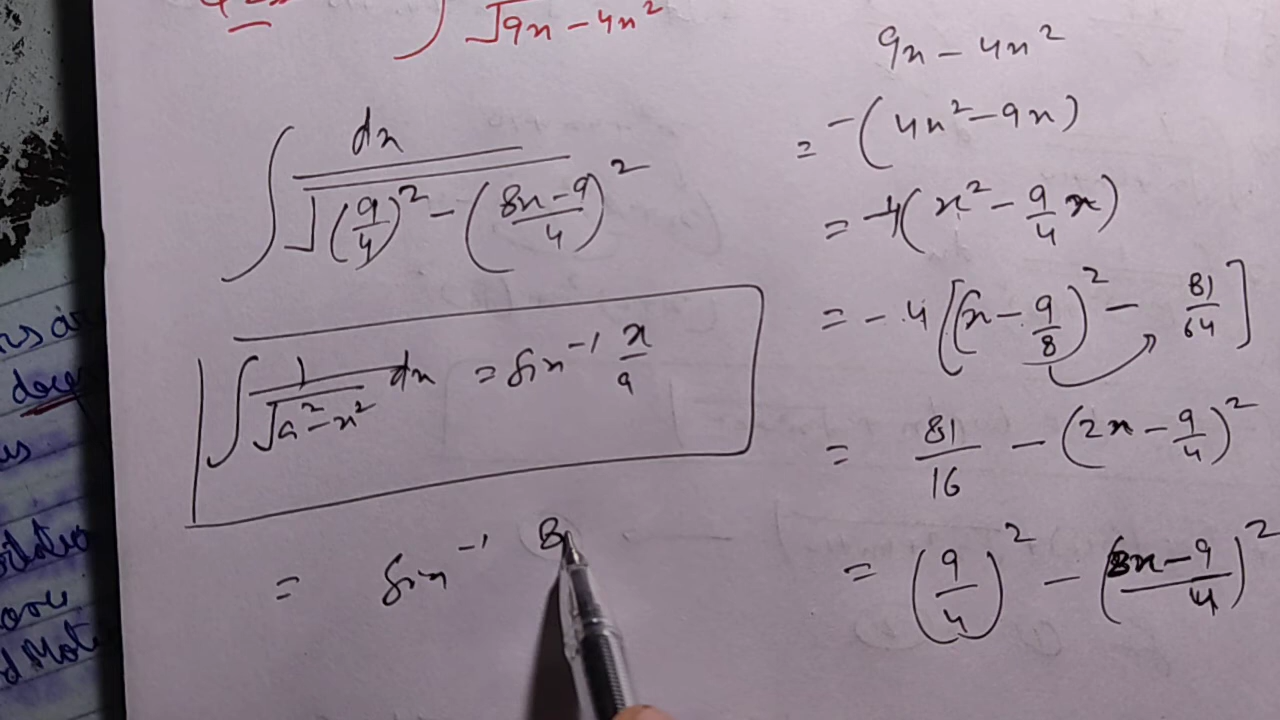 ∫ √9x - 4x²
∫ dx / √(9/4)² - (8x-9/4)²
∫ 1/√a²-x² dx = sin⁻¹ x/a
= sin⁻¹ 8
9x - 4x²
= -(4x² - 9x)
= -4(x² - 9/4 x)
= -4[(x - 9/8)² - 81/64]
= 81/16 - (2x - 9/4)²
= (9/4)² - (8x-9/4)²